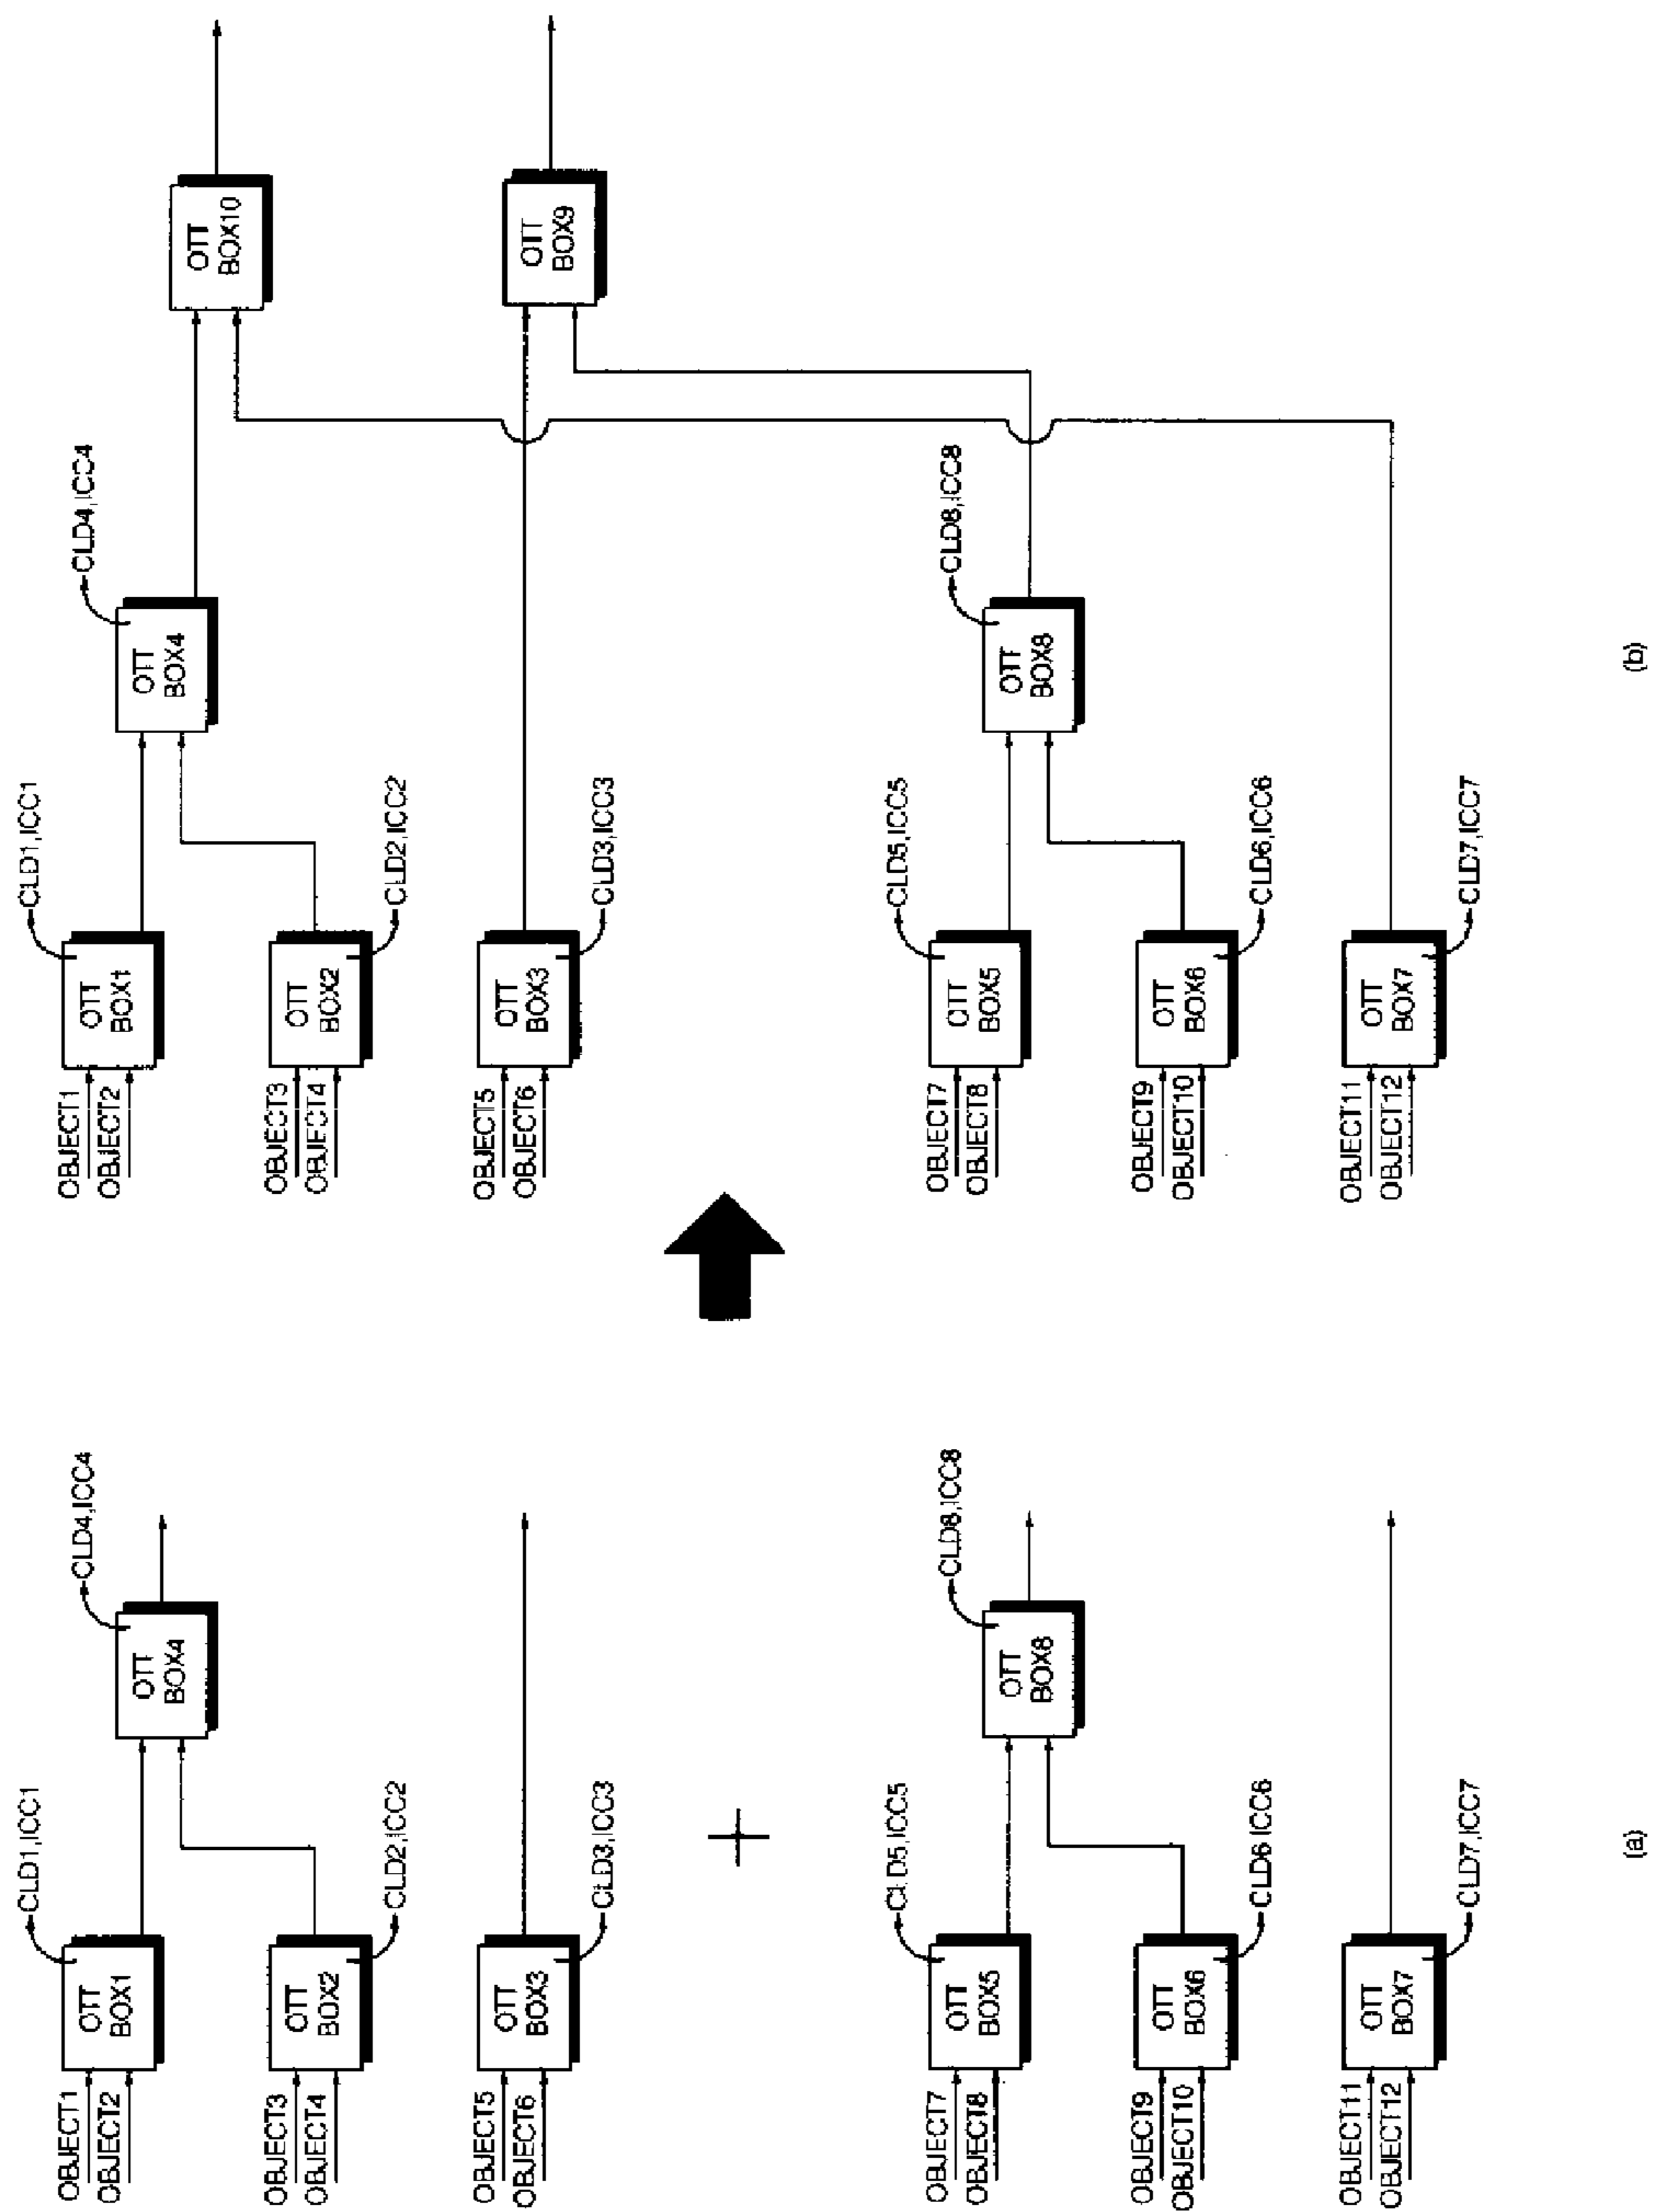 OBJECT1
OBJECT2
OTT
BOX1
CLD1,ICC1
OBJECT3
OBJECT4
OTT
BOX2
CLD2,ICC2
OTT
BOX4
CLD4,ICC4
OBJECT5
OBJECT6
OTT
BOX3
CLD3,ICC3
+
OBJECT7
OBJECT8
OTT
BOX5
CLD5,ICC5
OBJECT9
OBJECT10
OTT
BOX6
CLD6,ICC6
OTT
BOX8
CLD8,ICC8
OBJECT11
OBJECT12
OTT
BOX7
CLD7,ICC7
(a)
OBJECT1
OBJECT2
OTT
BOX1
CLD1,ICC1
OBJECT3
OBJECT4
OTT
BOX2
CLD2,ICC2
OTT
BOX4
CLD4,ICC4
OTT
BOX10
OBJECT5
OBJECT6
OTT
BOX3
CLD3,ICC3
OTT
BOX9
OBJECT7
OBJECT8
OTT
BOX5
CLD5,ICC5
OBJECT9
OBJECT10
OTT
BOX6
CLD6,ICC6
OTT
BOX8
CLD8,ICC8
OBJECT11
OBJECT12
OTT
BOX7
CLD7,ICC7
(b)